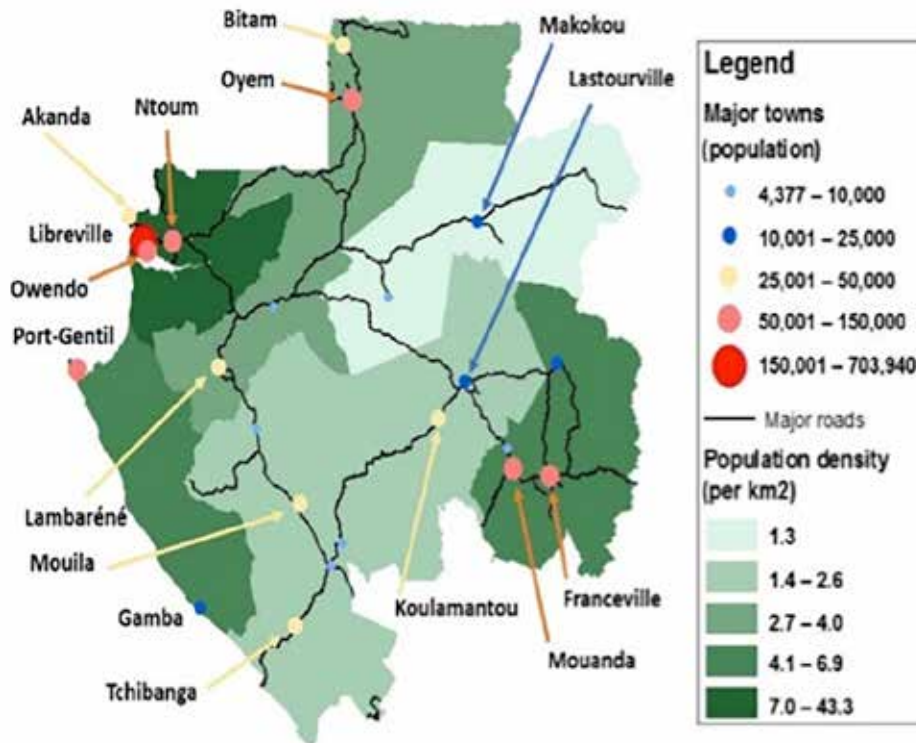 Bitam
Makokou
Oyem
Lastourville
Akanda
Ntoum
Libreville
Owendo
Port-Gentil
Lambaréné
Mouila
Gamba
Koulamantou
Franceville
Mouanda
Tchibanga
Legend
Major towns
(population)
4,377 – 10,000
10,001 – 25,000
25,001 – 50,000
50,001 – 150,000
150,001 – 703,940
Major roads
Population density
(per km2)
1.3
1.4 – 2.6
2.7 – 4.0
4.1 – 6.9
7.0 – 43.3